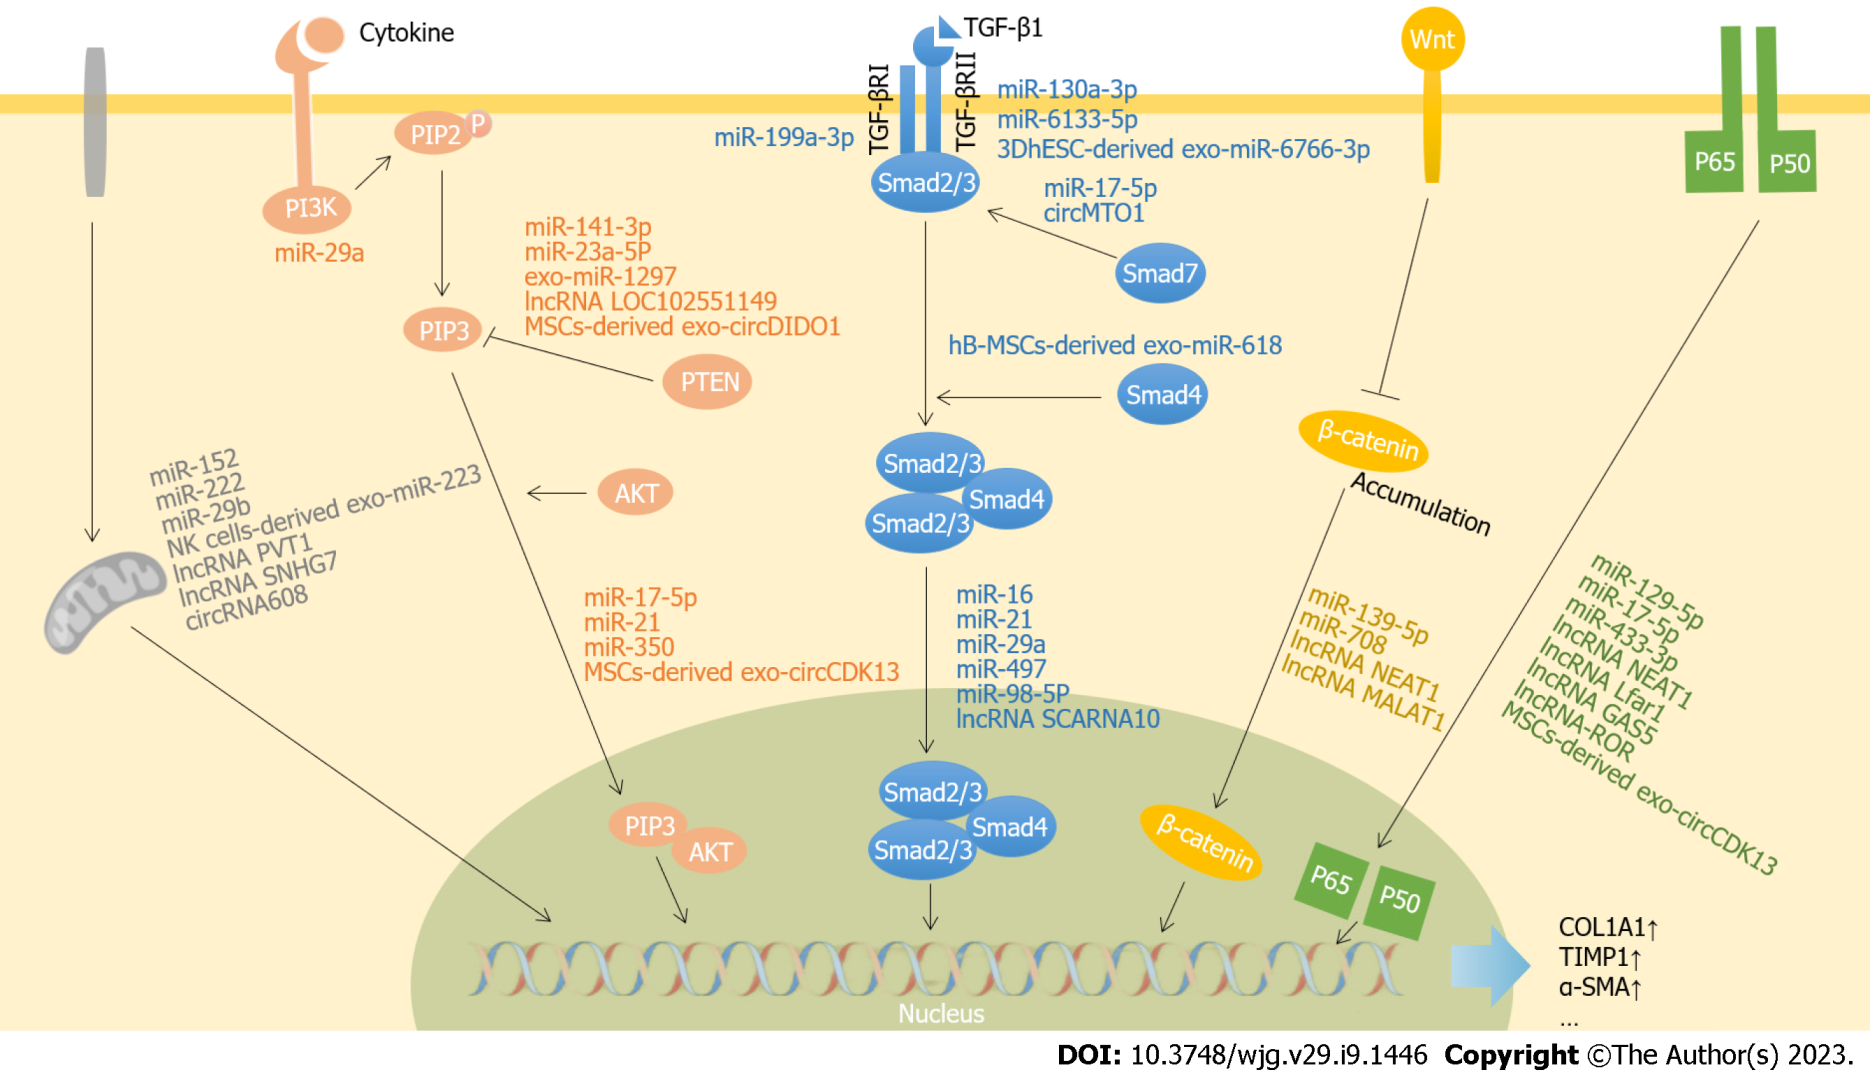 Cytokine
TGF-β1
Wnt
TGF-βRI
TGF-βRII
PIP2
P
miR-199a-3p
miR-130a-3p
miR-6133-5p
3DhESC-derived exo-miR-6766-3p
P65
P50
Smad2/3
PI3K
miR-29a
miR-17-5p
circMTO1
Smad7
miR-141-3p
miR-23a-5P
exo-miR-1297
lncRNA LOC102551149
MSCs-derived exo-circDIDO1
PIP3
PTEN
hB-MSCs-derived exo-miR-618
Smad4
β-catenin
Accumulation
miR-152
miR-222
miR-29b
NK cells-derived exo-miR-223
lncRNA PVT1
lncRNA SNHG7
circRNA608
AKT
Smad2/3
Smad4
Smad2/3
miR-17-5p
miR-21
miR-350
MSCs-derived exo-circCDK13
miR-16
miR-21
miR-29a
miR-497
miR-98-5P
lncRNA SCARNA10
miR-139-5p
miR-708
lncRNA NEAT1
lncRNA MALAT1
miR-129-5p
miR-17-5p
miR-433-3p
lncRNA NEAT1
lncRNA Lfar1
lncRNA GAS5
lncRNA-ROR
MSCs-derived exo-circCDK13
PIP3
AKT
Smad2/3
Smad4
Smad2/3
β-catenin
P65
P50
COL1A1↑
TIMP1↑
α-SMA↑
...
Nucleus
DOI: 10.3748/wjg.v29.i9.1446 Copyright ©The Author(s) 2023.